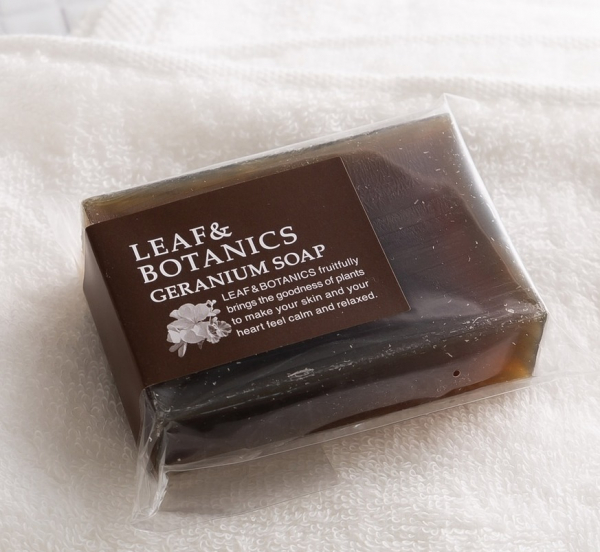 LEAF&
BOTANICS
GERANIUM SOAP
LEAF & BOTANICS fruitfully
brings the goodness of plants
to make your skin and your
heart feel calm and relaxed.